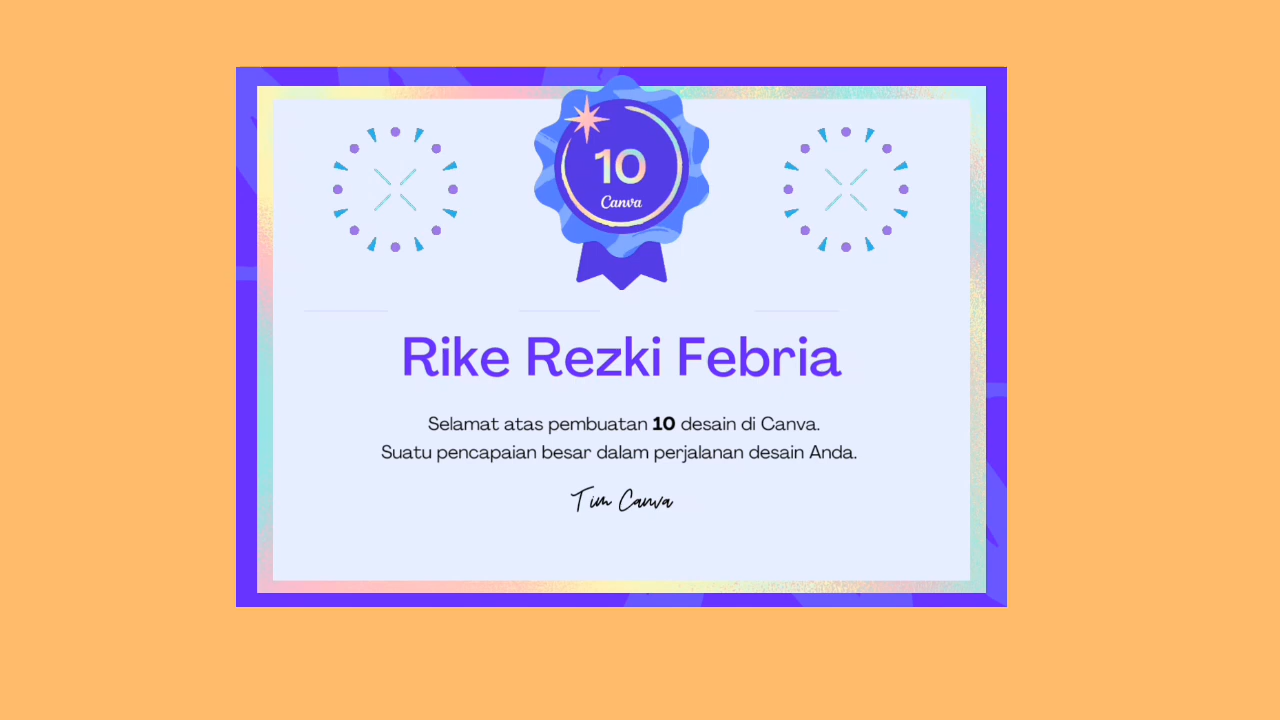 10
Canva
Rike Rezki Febria
Selamat atas pembuatan 10 desain di Canva.
Suatu pencapaian besar dalam perjalanan desain Anda.
Tim Canva